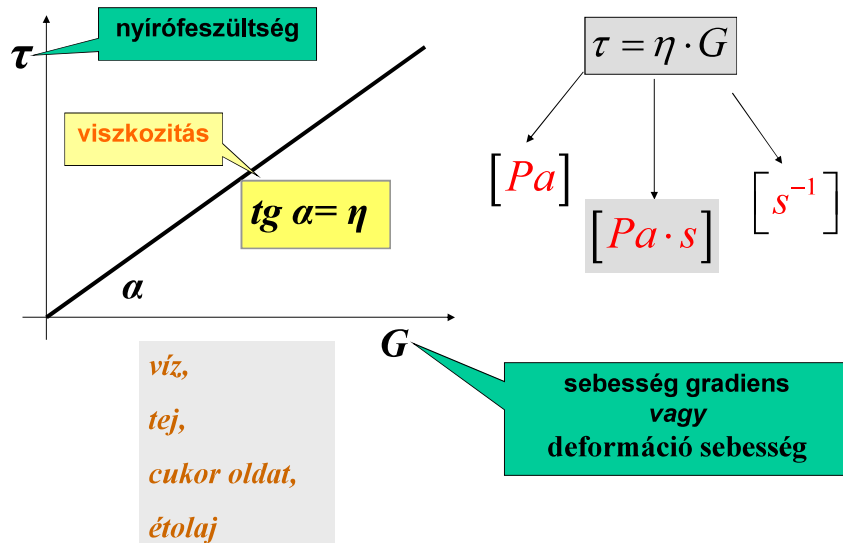 nyírófeszültség
τ
τ = η · G
viszkozitás
[Pa]
[s⁻¹]
tg α= η
[Pa · s]
α
G
víz,
tej,
cukor oldat,
étolaj
sebesség gradiens
vagy
deformáció sebesség